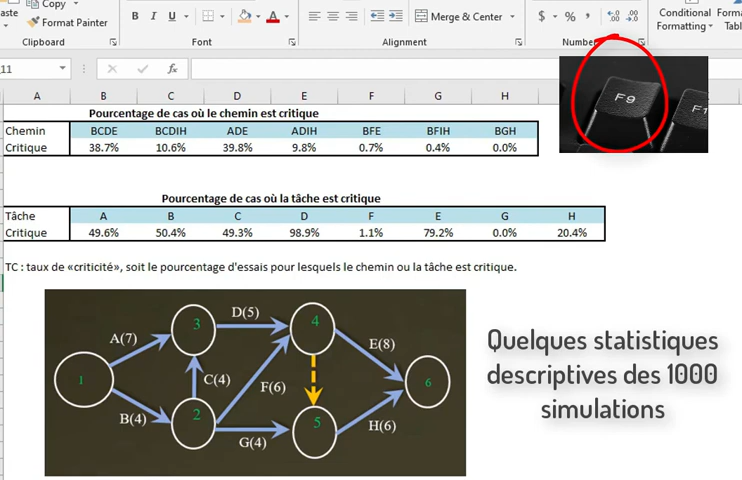 Copy
Paste
Format Painter
Clipboard
B I U
A
Font
Merge & Center
Alignment
$ % ,
Number
Conditional
Formatting
11
fx
A B C D E F G H
Pourcentage de cas où le chemin est critique
Chemin BCDE BCDIH ADE ADIH BFE BFIH BGH
Critique 38.7% 10.6% 39.8% 9.8% 0.7% 0.4% 0.0%
Pourcentage de cas où la tâche est critique
Tâche A B C D F E G H
Critique 49.6% 50.4% 49.3% 98.9% 1.1% 79.2% 0.0% 20.4%
TC : taux de «criticité», soit le pourcentage d'essais pour lesquels le chemin ou la tâche est critique.
F9
F1
D(5)
3
4
A(7)
E(8)
1
C(4)
F(6)
6
B(4)
2
5
H(6)
G(4)
Quelques statistiques
descriptives des 1000
simulations